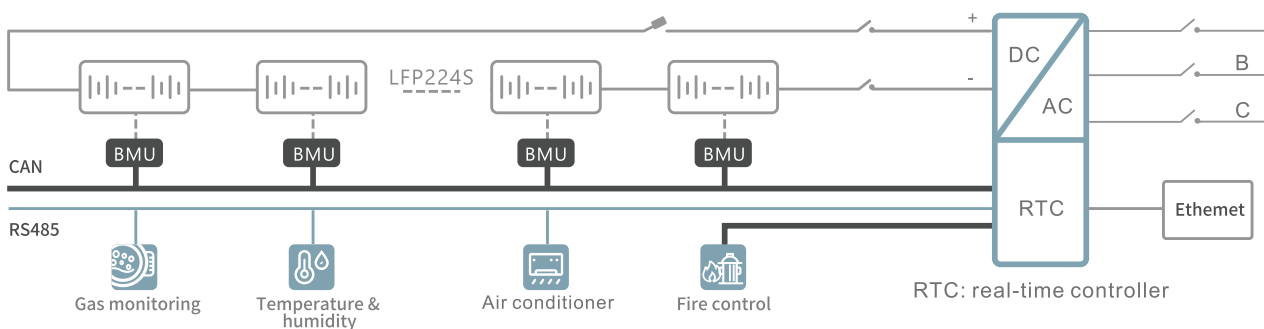 +
DC
LFP224S
-
B
AC
C
BMU
BMU
BMU
BMU
CAN
RTC
Ethemet
RS485
Gas monitoring
Temperature &
humidity
Air conditioner
Fire control
RTC: real-time controller